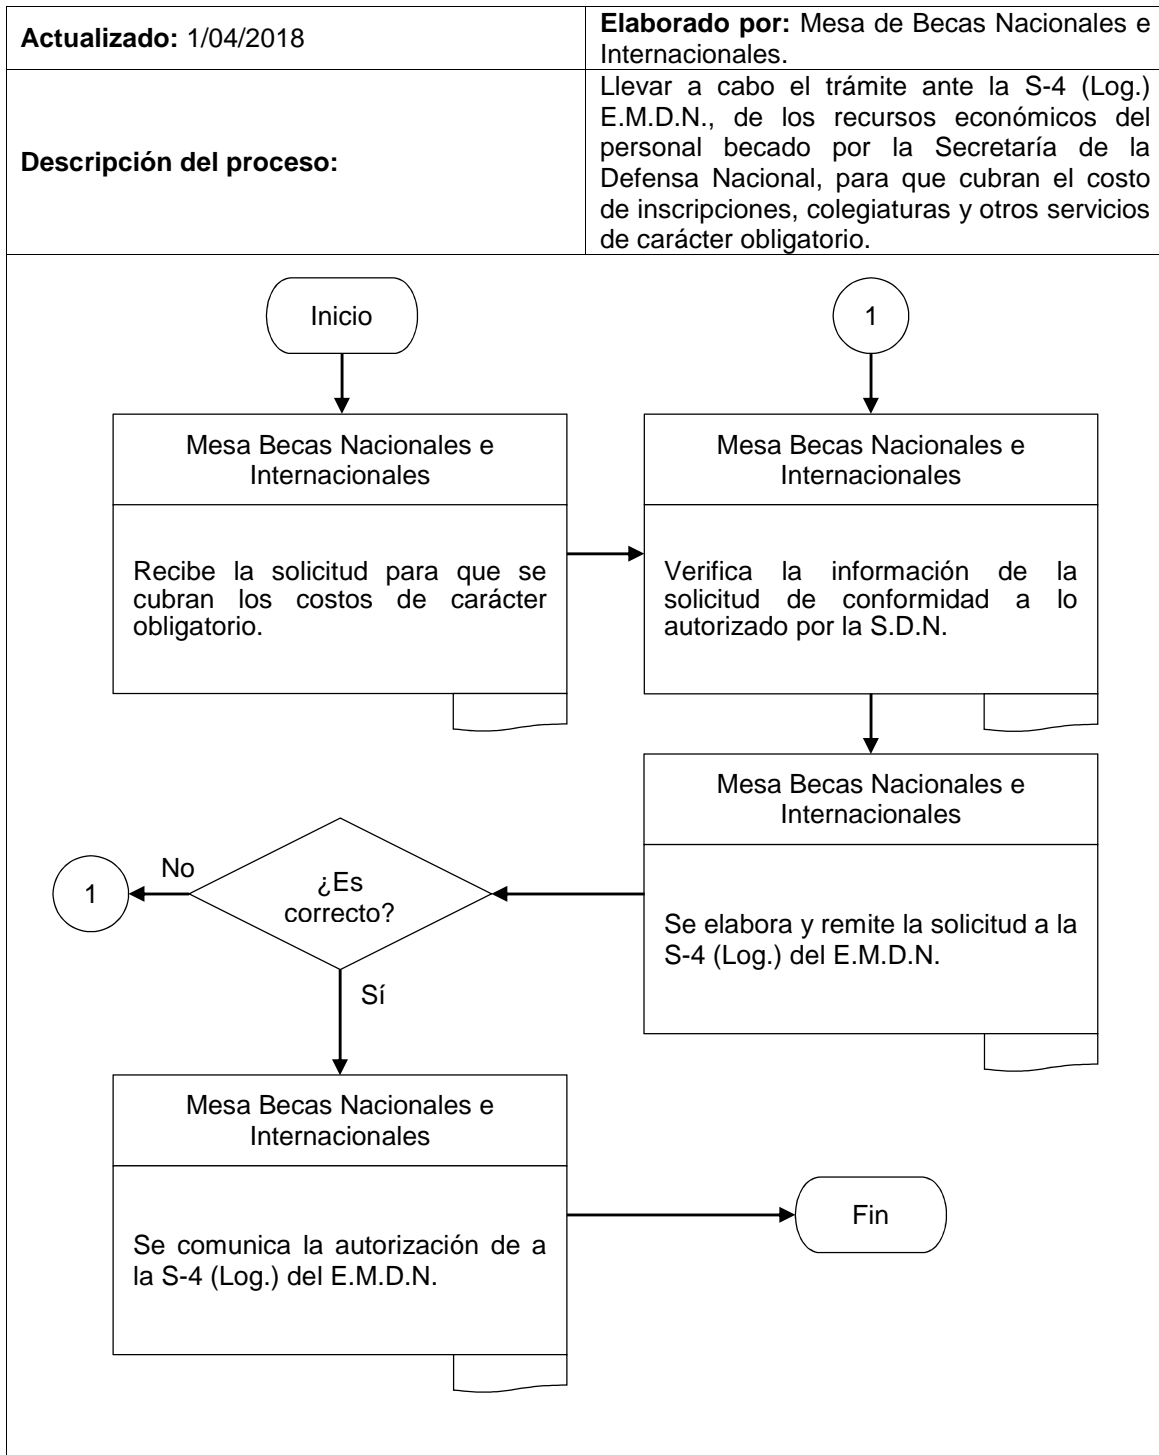 Actualizado: 1/04/2018
Elaborado por: Mesa de Becas Nacionales e
Internacionales.
Descripción del proceso:
Llevar a cabo el trámite ante la S-4 (Log.)
E.M.D.N., de los recursos económicos del
personal becado por la Secretaría de la
Defensa Nacional, para que cubran el costo
de inscripciones, colegiaturas y otros servicios
de carácter obligatorio.
Inicio
1
Mesa Becas Nacionales e
Internacionales
Recibe la solicitud para que se
cubran los costos de carácter
obligatorio.
Mesa Becas Nacionales e
Internacionales
Verifica la información de la
solicitud de conformidad a lo
autorizado por la S.D.N.
Mesa Becas Nacionales e
Internacionales
Se elabora y remite la solicitud a la
S-4 (Log.) del E.M.D.N.
¿Es
correcto?
No
1
Sí
Mesa Becas Nacionales e
Internacionales
Se comunica la autorización de a
la S-4 (Log.) del E.M.D.N.
Fin